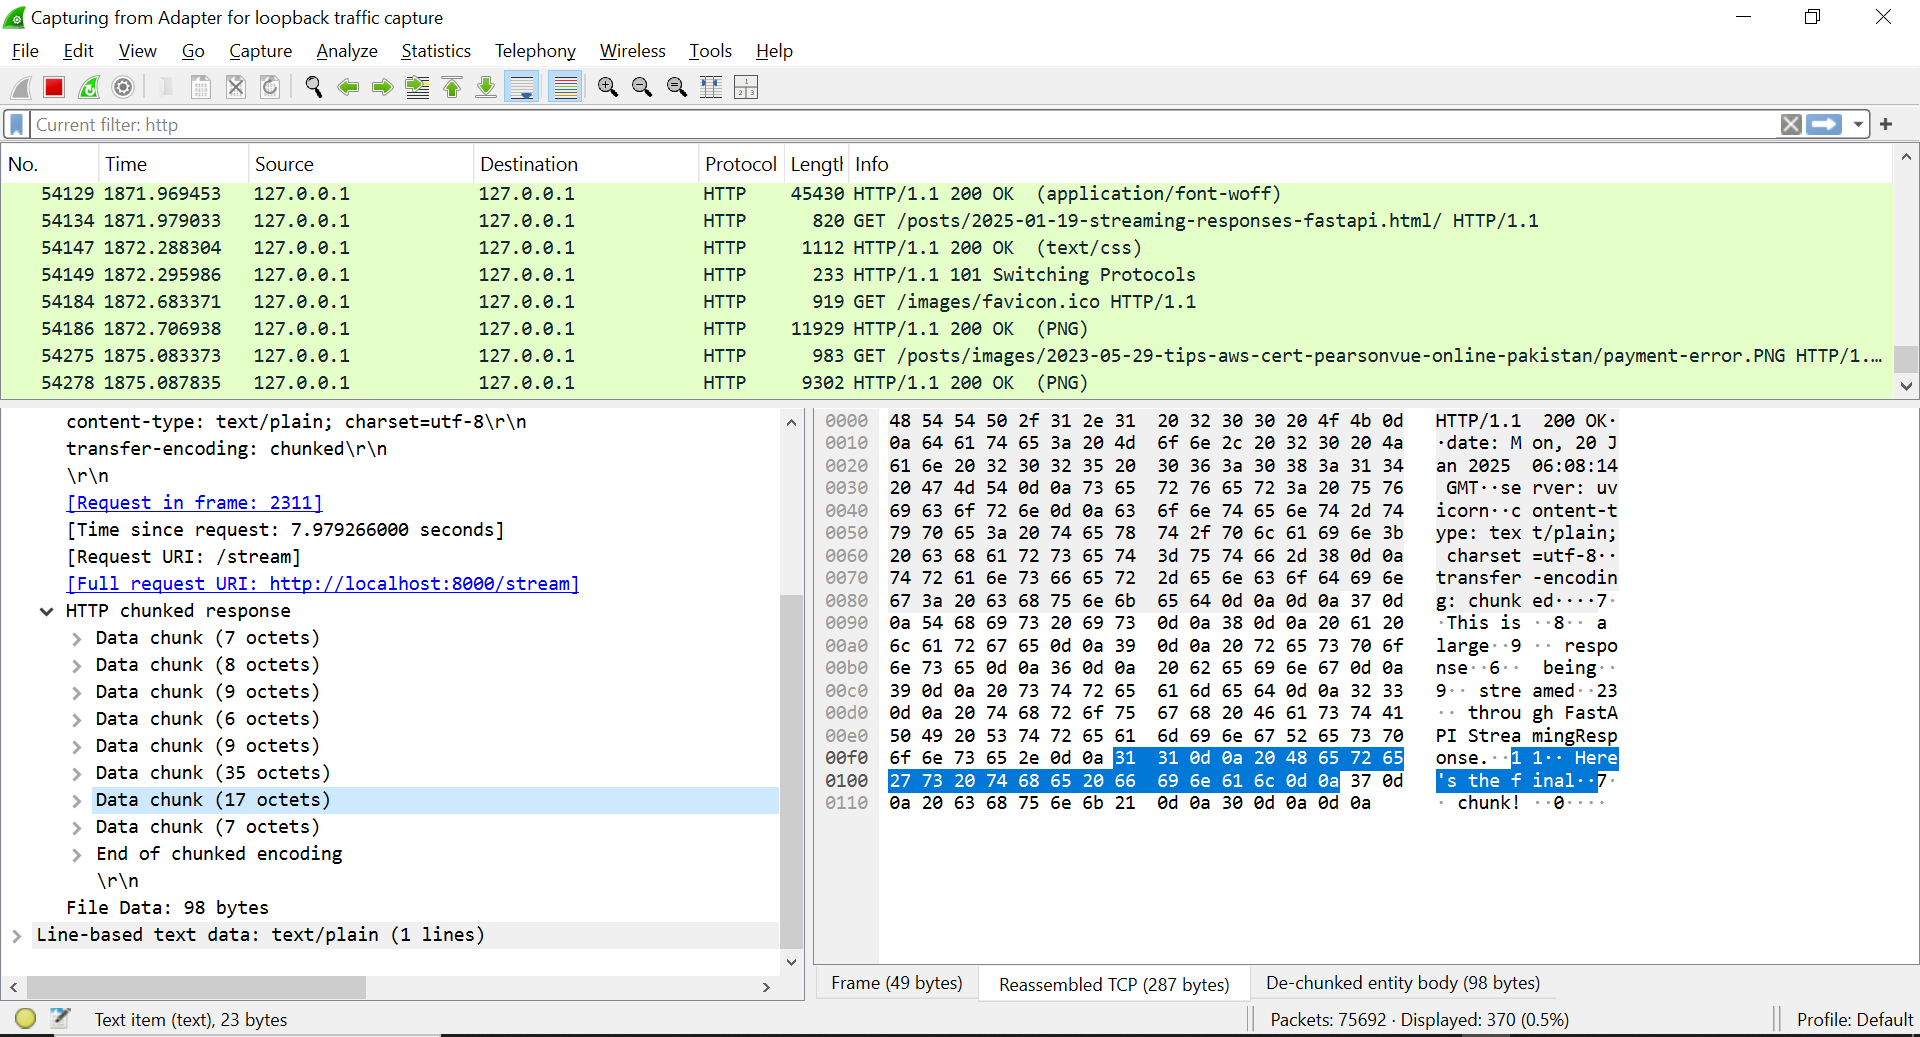 Capturing from Adapter for loopback traffic capture
File Edit View Go Capture Analyze Statistics Telephony Wireless Tools Help
Current filter: http
No. Time Source Destination Protocol Length Info
54129 1871.969453 127.0.0.1 127.0.0.1 HTTP 45430 HTTP/1.1 200 OK (application/font-woff)
54134 1871.979033 127.0.0.1 127.0.0.1 HTTP 820 GET /posts/2025-01-19-streaming-responses-fastapi.html/ HTTP/1.1
54147 1872.288304 127.0.0.1 127.0.0.1 HTTP 1112 HTTP/1.1 200 OK (text/css)
54149 1872.295986 127.0.0.1 127.0.0.1 HTTP 233 HTTP/1.1 101 Switching Protocols
54184 1872.683371 127.0.0.1 127.0.0.1 HTTP 919 GET /images/favicon.ico HTTP/1.1
54186 1872.706938 127.0.0.1 127.0.0.1 HTTP 11929 HTTP/1.1 200 OK (PNG)
54275 1875.083373 127.0.0.1 127.0.0.1 HTTP 983 GET /posts/images/2023-05-29-tips-aws-cert-pearsonvue-online-pakistan/payment-error.PNG HTTP/1.…
54278 1875.087835 127.0.0.1 127.0.0.1 HTTP 9302 HTTP/1.1 200 OK (PNG)
content-type: text/plain; charset=utf-8\r\n
transfer-encoding: chunked\r\n
\r\n
[Request in frame: 2311]
[Time since request: 7.979266000 seconds]
[Request URI: /stream]
[Full request URI: http://localhost:8000/stream]
HTTP chunked response
Data chunk (7 octets)
Data chunk (8 octets)
Data chunk (9 octets)
Data chunk (6 octets)
Data chunk (9 octets)
Data chunk (35 octets)
Data chunk (17 octets)
Data chunk (7 octets)
End of chunked encoding
\r\n
File Data: 98 bytes
Line-based text data: text/plain (1 lines)
0000 48 54 54 50 2f 31 2e 31 20 32 30 30 20 4f 4b 0d HTTP/1.1 200 OK·
0010 0a 64 61 74 65 3a 20 4d 6f 6e 2c 20 32 30 20 4a ·date: M on, 20 J
0020 61 6e 20 32 30 32 35 20 30 36 3a 30 38 3a 31 34 an 2025 06:08:14
0030 20 47 4d 54 0d 0a 73 65 72 76 65 72 3a 20 75 76 GMT··se rver: uv
0040 69 63 6f 72 6e 0d 0a 63 6f 6e 74 65 6e 74 2d 74 icorn··c ontent-t
0050 79 70 65 3a 20 74 65 78 74 2f 70 6c 61 69 6e 3b ype: tex t/plain;
0060 20 63 68 61 72 73 65 74 3d 75 74 66 2d 38 0d 0a charset =utf-8··
0070 74 72 61 6e 73 66 65 72 2d 65 6e 63 6f 64 69 6e transfer -encodin
0080 67 3a 20 63 68 75 6e 6b 65 64 0d 0a 0d 0a 37 0d g: chunk ed····7·
0090 0a 54 68 69 73 20 69 73 0d 0a 38 0d 0a 20 61 20 ·This is ··8·· a
00a0 6c 61 72 67 65 0d 0a 39 0d 0a 20 72 65 73 70 6f large··9 ·· respo
00b0 6e 73 65 0d 0a 36 0d 0a 20 62 65 69 6e 67 0d 0a nse··6·· being··
00c0 39 0d 0a 20 73 74 72 65 61 6d 65 64 0d 0a 32 33 9·· stre amed··23
00d0 0d 0a 20 74 68 72 6f 75 67 68 20 46 61 73 74 41 ·· throu gh FastA
00e0 50 49 20 53 74 72 65 61 6d 69 6e 67 52 65 73 70 PI Strea mingResp
00f0 6f 6e 73 65 2e 0d 0a 31 31 0d 0a 20 48 65 72 65 onse.··1 1·· Here
0100 27 73 20 74 68 65 20 66 69 6e 61 6c 0d 0a 37 0d 's the f inal··7·
0110 0a 20 63 68 75 6e 6b 21 0d 0a 30 0d 0a 0d 0a · chunk! ··0····
Frame (49 bytes) Reassembled TCP (287 bytes) De-chunked entity body (98 bytes)
Text item (text), 23 bytes Packets: 75692 · Displayed: 370 (0.5%) Profile: Default